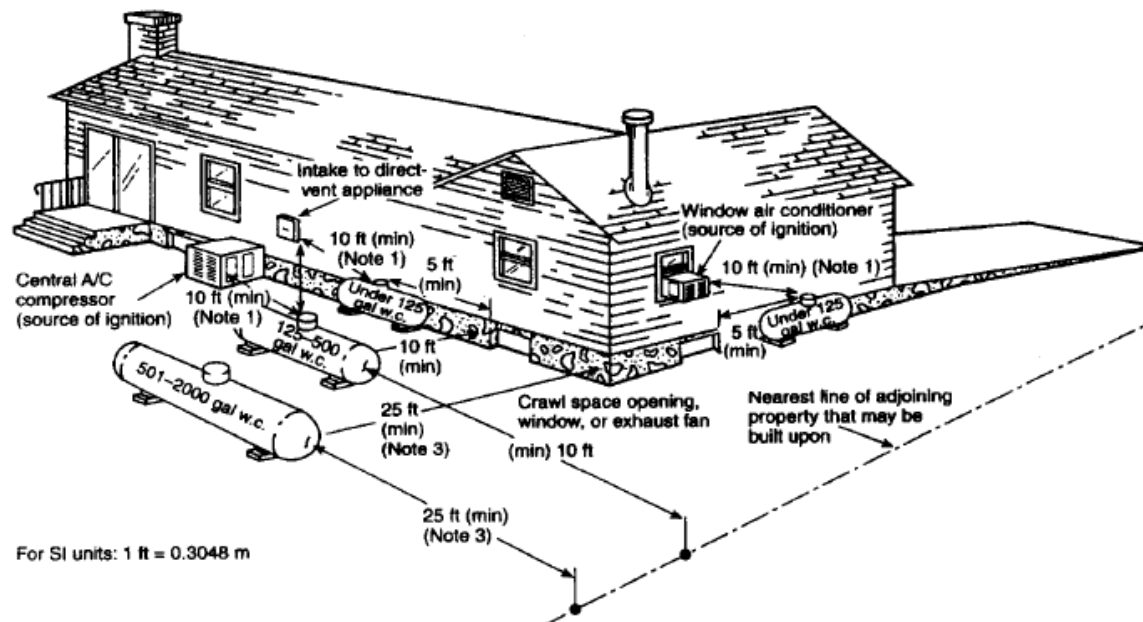 Intake to direct-
vent appliance
Window air conditioner
(source of ignition)
10 ft (min)
(Note 1)
5 ft
(min)
10 ft (min) (Note 1)
Central A/C
compressor
(source of ignition)
10 ft (min)
(Note 1)
Under 125
gal w.c.
Under 125
gal w.c.
5 ft
(min)
125–500
gal w.c.
10 ft
(min)
501–2000 gal w.c.
25 ft
(min)
(Note 3)
Crawl space opening,
window, or exhaust fan
(min) 10 ft
Nearest line of adjoining
property that may be
built upon
25 ft (min)
(Note 3)
For SI units: 1 ft = 0.3048 m